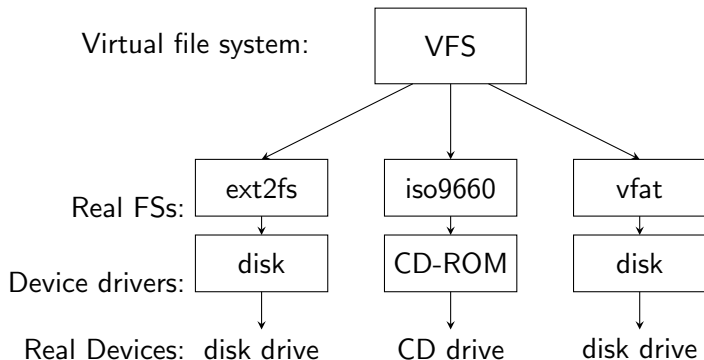 Virtual file system: VFS
Real FSs: ext2fs iso9660 vfat
Device drivers: disk CD-ROM disk
Real Devices: disk drive CD drive disk drive